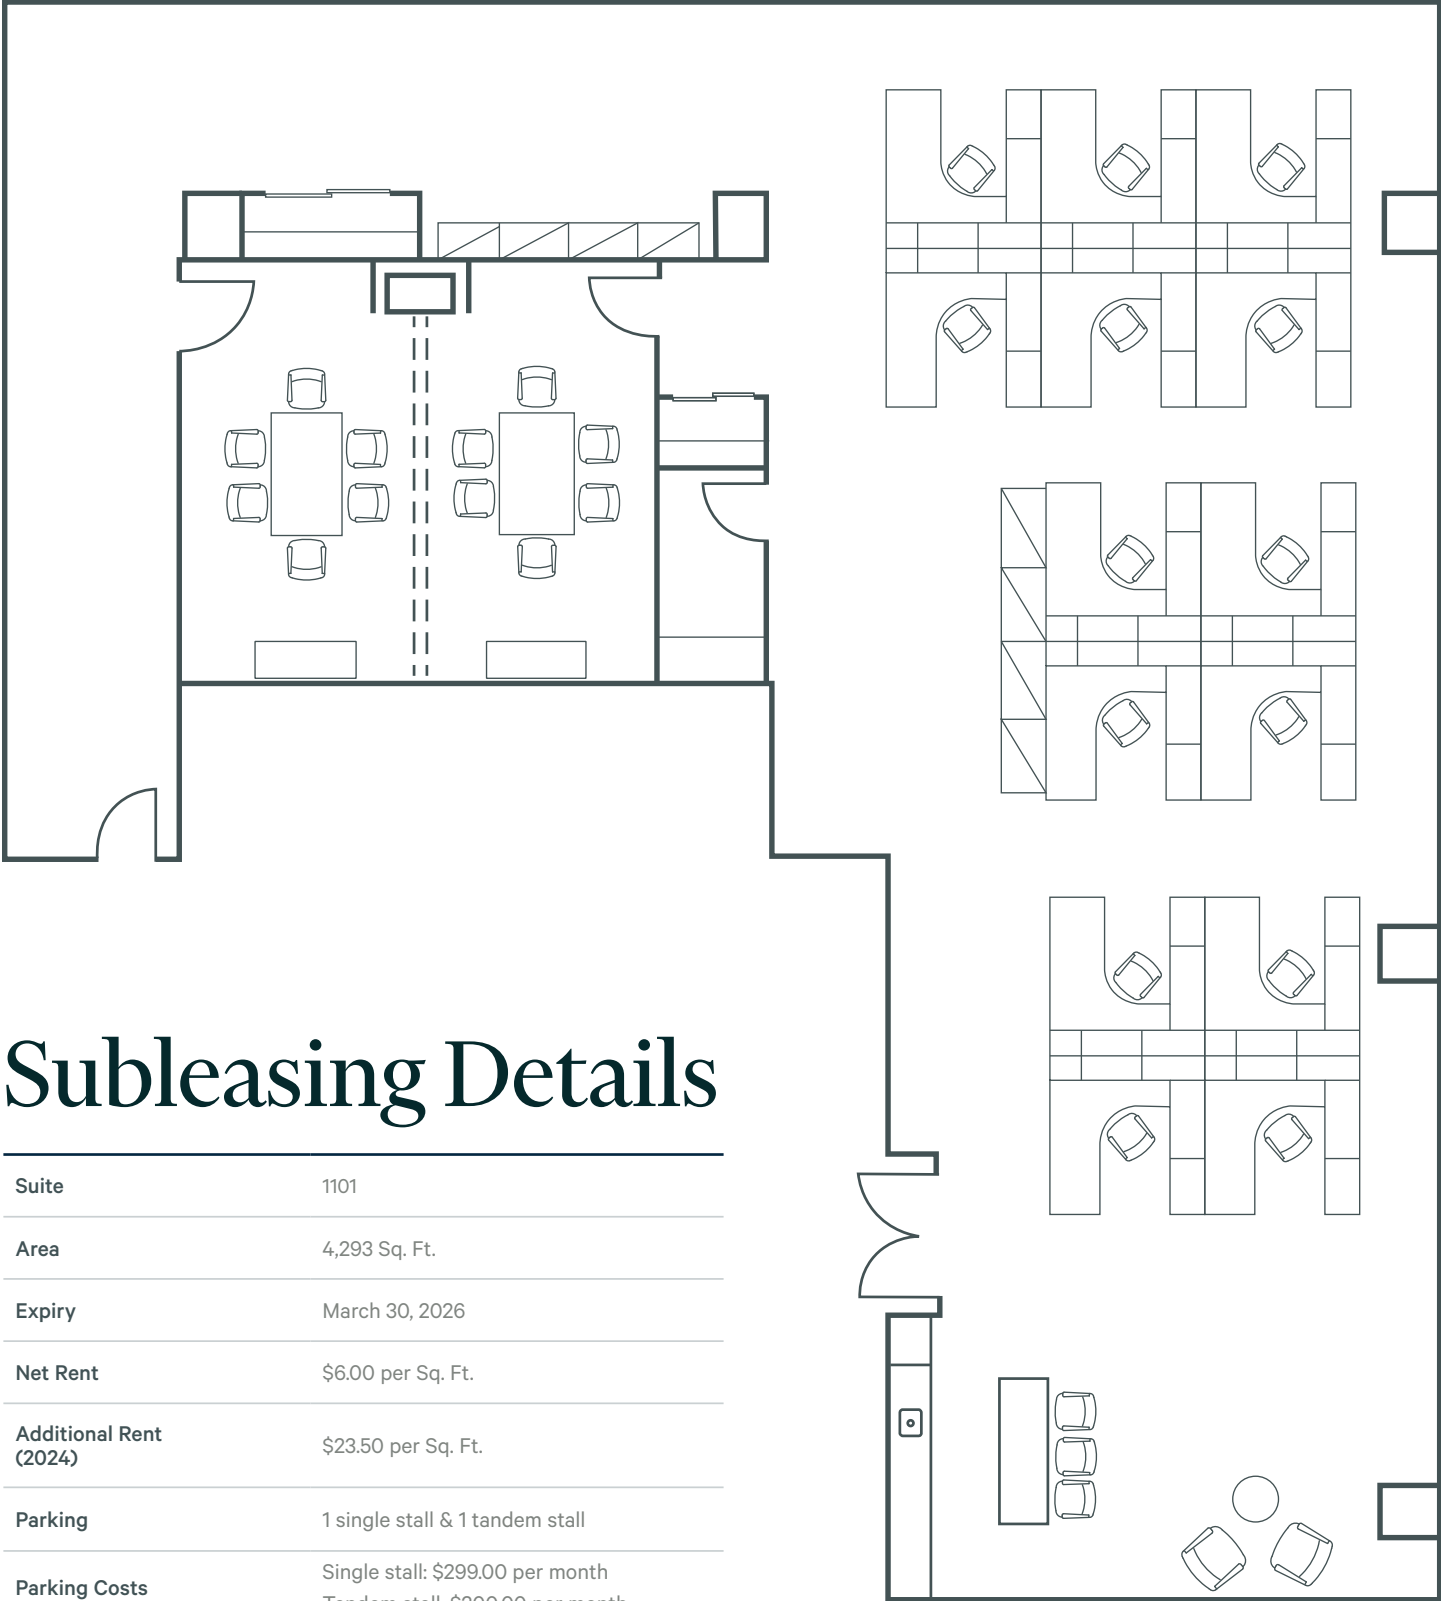 Subleasing Details
Suite 1101
Area 4,293 Sq. Ft.
Expiry March 30, 2026
Net Rent $6.00 per Sq. Ft.
Additional Rent
(2024) $23.50 per Sq. Ft.
Parking 1 single stall & 1 tandem stall
Single stall: $299.00 per month
Parking Costs